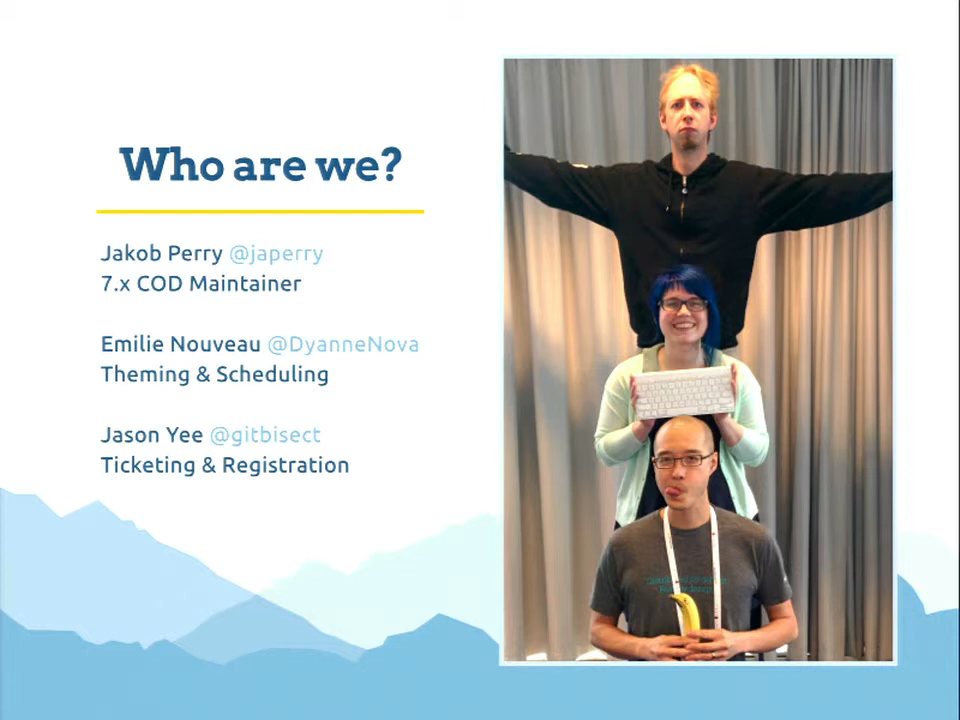 Who are we?
Jakob Perry @japerry
7.x COD Maintainer
Emilie Nouveau @DyanneNova
Theming & Scheduling
Jason Yee @gitbisect
Ticketing & Registration